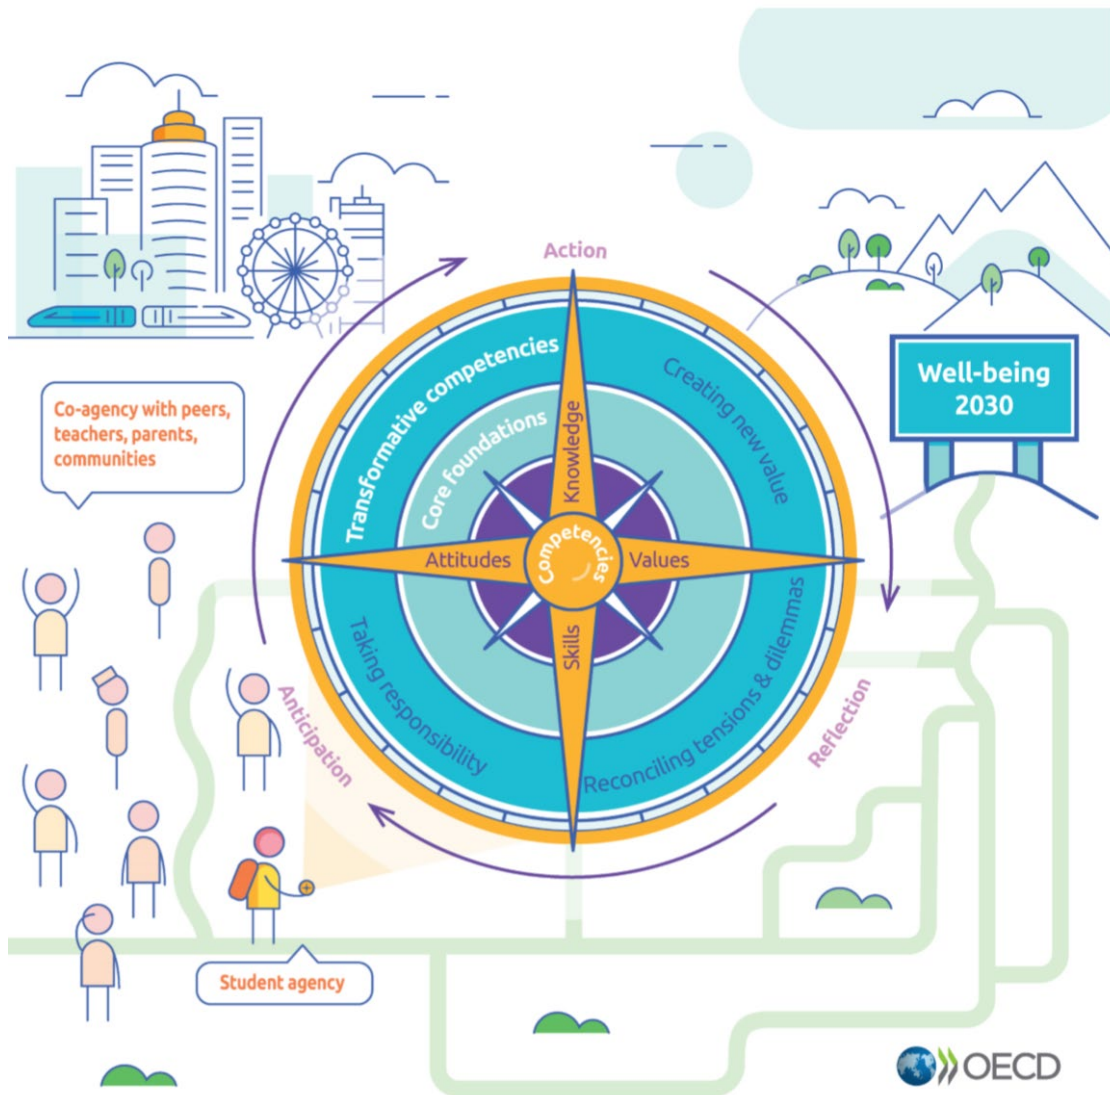 Action
Co-agency with peers,
teachers, parents,
communities
Well-being
2030
Transformative competencies
Creating new value
Core foundations
Knowledge
Attitudes
Competencies
Values
Skills
Taking responsibility
Reconciling tensions & dilemmas
Anticipation
Reflection
Student agency
OECD